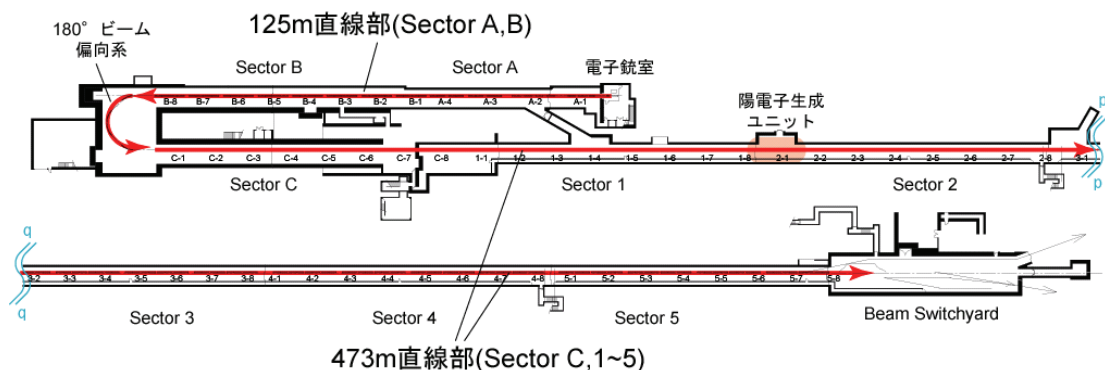 180° ビーム
偏向系
125m直線部(Sector A,B)
Sector B
Sector A
電子銃室
B-8 B-7 B-6 B-5 B-4 B-3 B-2 B-1 A-4 A-3 A-2 A-1
陽電子生成
ユニット
p
C-1 C-2 C-3 C-4 C-5 C-6 C-7 C-8 1-1 1-2 1-3 1-4 1-5 1-6 1-7 1-8 2-1 2-2 2-3 2-4 2-5 2-6 2-7 2-8 3-1
Sector C
Sector 1
Sector 2
p
q
3-2 3-3 3-4 3-5 3-6 3-7 3-8 4-1 4-2 4-3 4-4 4-5 4-6 4-7 4-8 5-1 5-2 5-3 5-4 5-5 5-6 5-7 5-8
q
Sector 3
Sector 4
Sector 5
Beam Switchyard
473m直線部(Sector C,1~5)